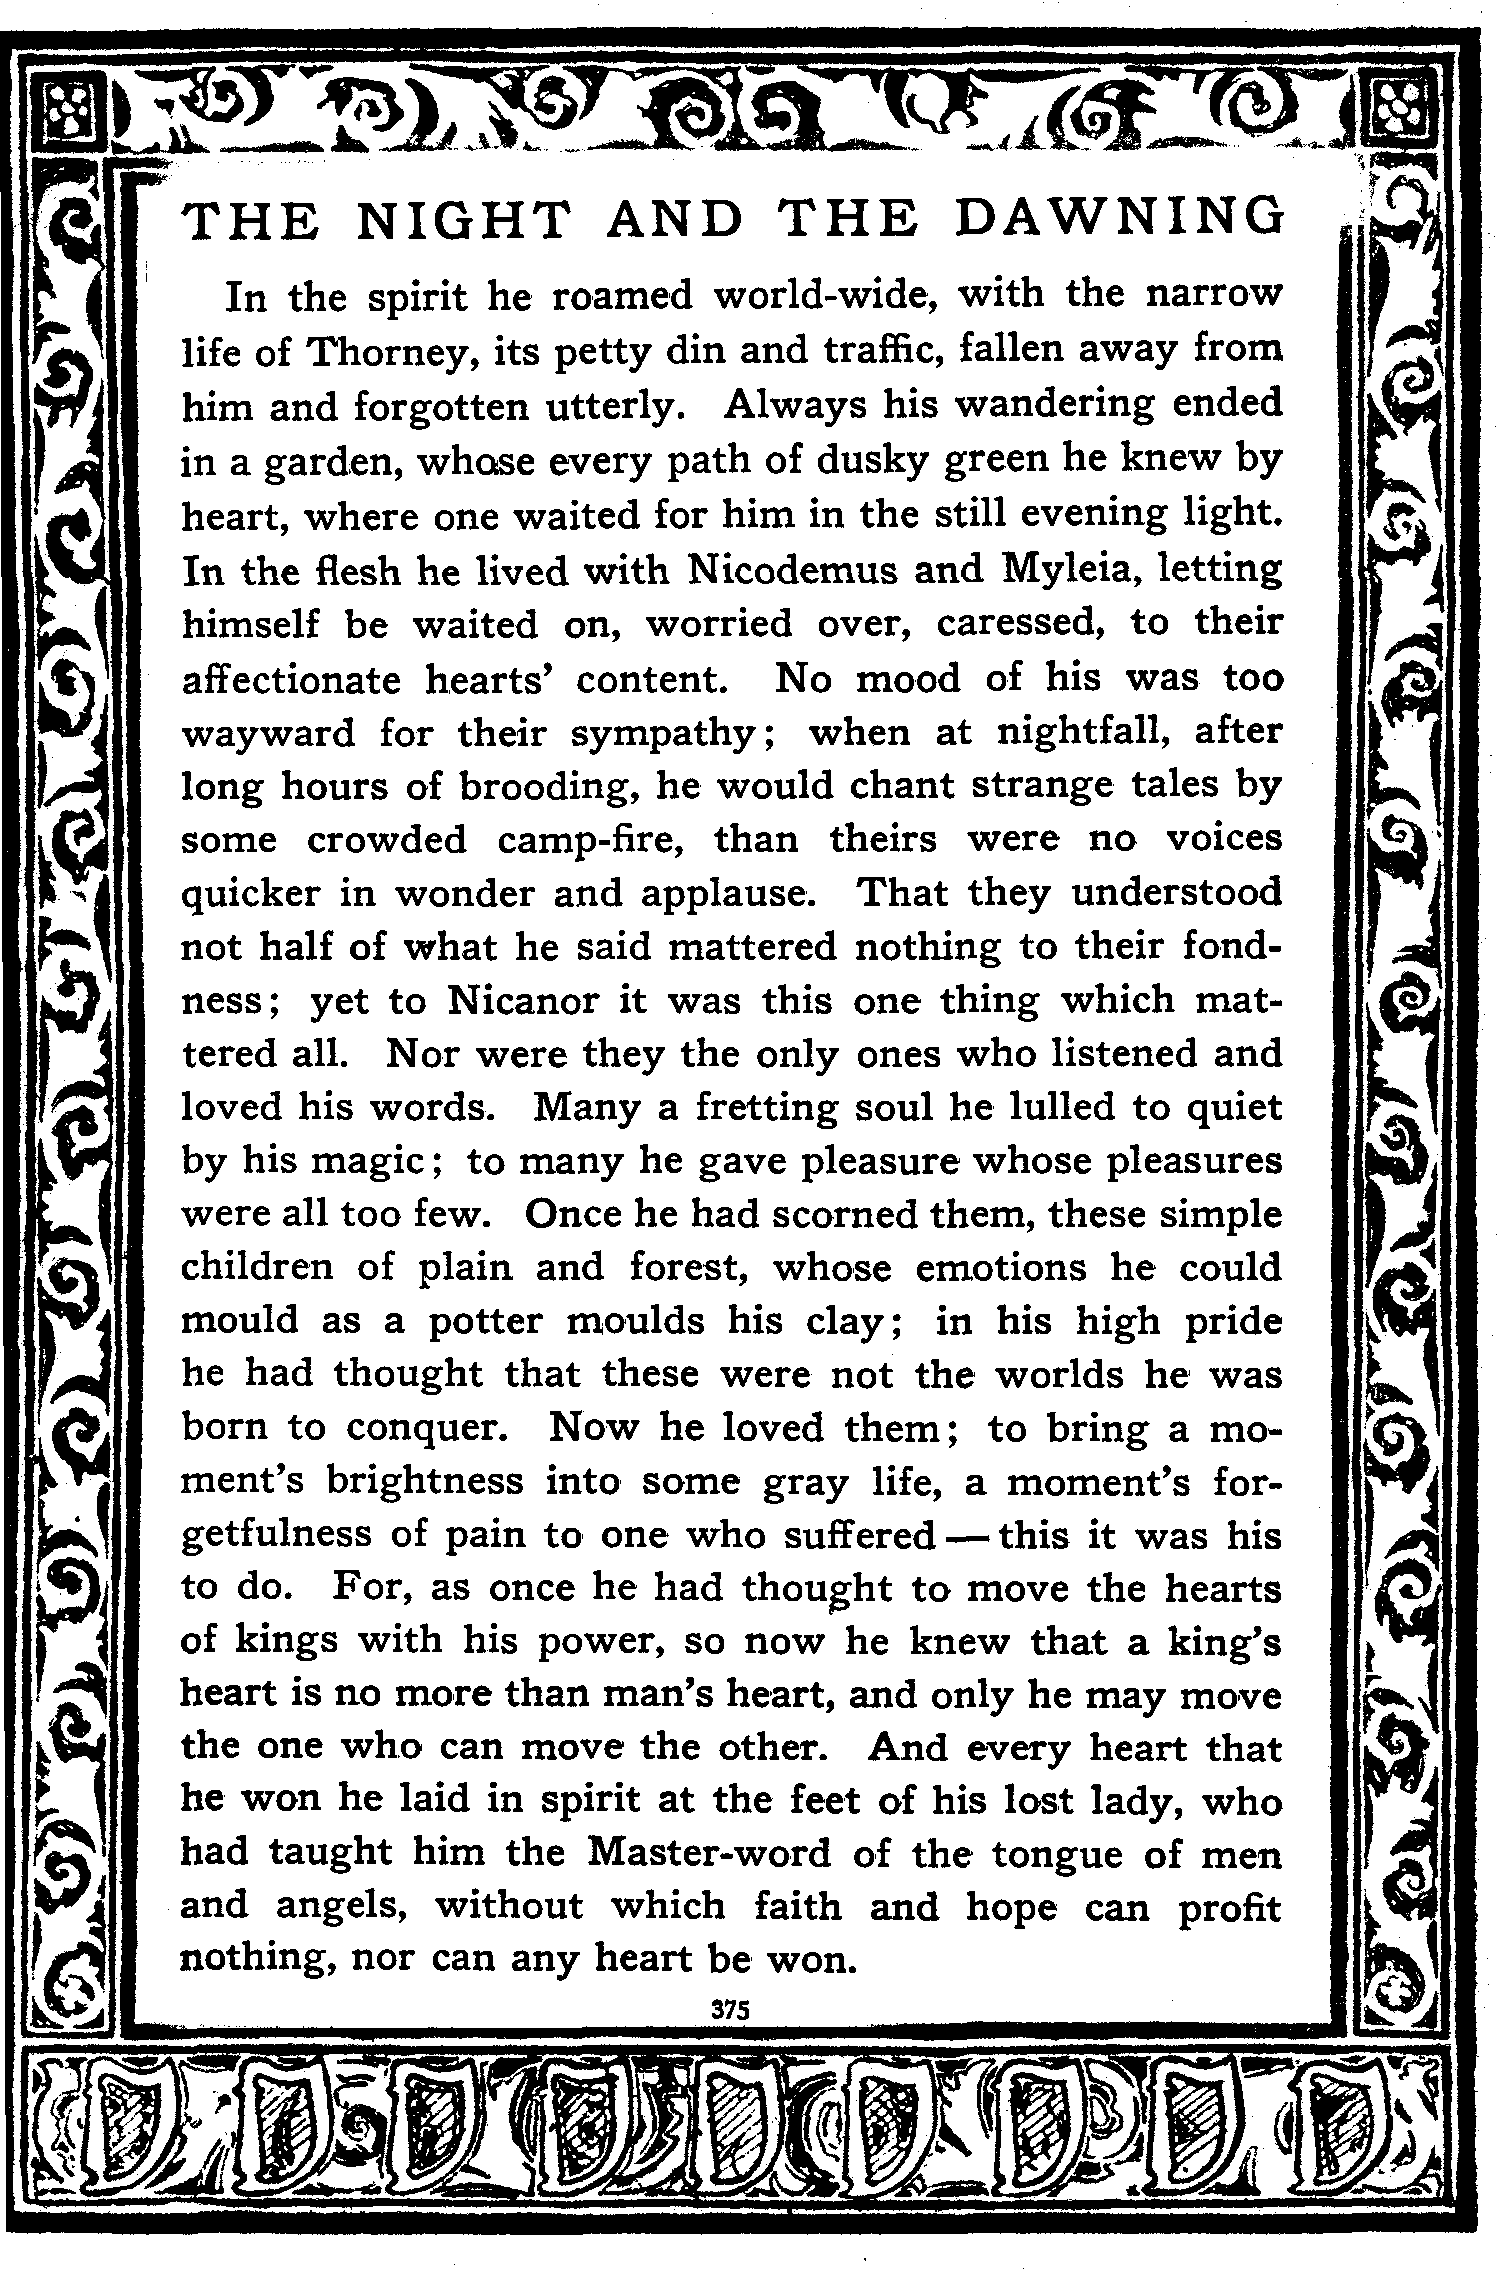 THE NIGHT AND THE DAWNING
In the spirit he roamed world-wide, with the narrow
life of Thorney, its petty din and traffic, fallen away from
him and forgotten utterly. Always his wandering ended
in a garden, whose every path of dusky green he knew by
heart, where one waited for him in the still evening light.
In the flesh he lived with Nicodemus and Myleia, letting
himself be waited on, worried over, caressed, to their
affectionate hearts' content. No mood of his was too
wayward for their sympathy; when at nightfall, after
long hours of brooding, he would chant strange tales by
some crowded camp-fire, than theirs were no voices
quicker in wonder and applause. That they understood
not half of what he said mattered nothing to their fond-
ness; yet to Nicanor it was this one thing which mat-
tered all. Nor were they the only ones who listened and
loved his words. Many a fretting soul he lulled to quiet
by his magic; to many he gave pleasure whose pleasures
were all too few. Once he had scorned them, these simple
children of plain and forest, whose emotions he could
mould as a potter moulds his clay; in his high pride
he had thought that these were not the worlds he was
born to conquer. Now he loved them; to bring a mo-
ment's brightness into some gray life, a moment's for-
getfulness of pain to one who suffered — this it was his
to do. For, as once he had thought to move the hearts
of kings with his power, so now he knew that a king's
heart is no more than man's heart, and only he may move
the one who can move the other. And every heart that
he won he laid in spirit at the feet of his lost lady, who
had taught him the Master-word of the tongue of men
and angels, without which faith and hope can profit
nothing, nor can any heart be won.
375